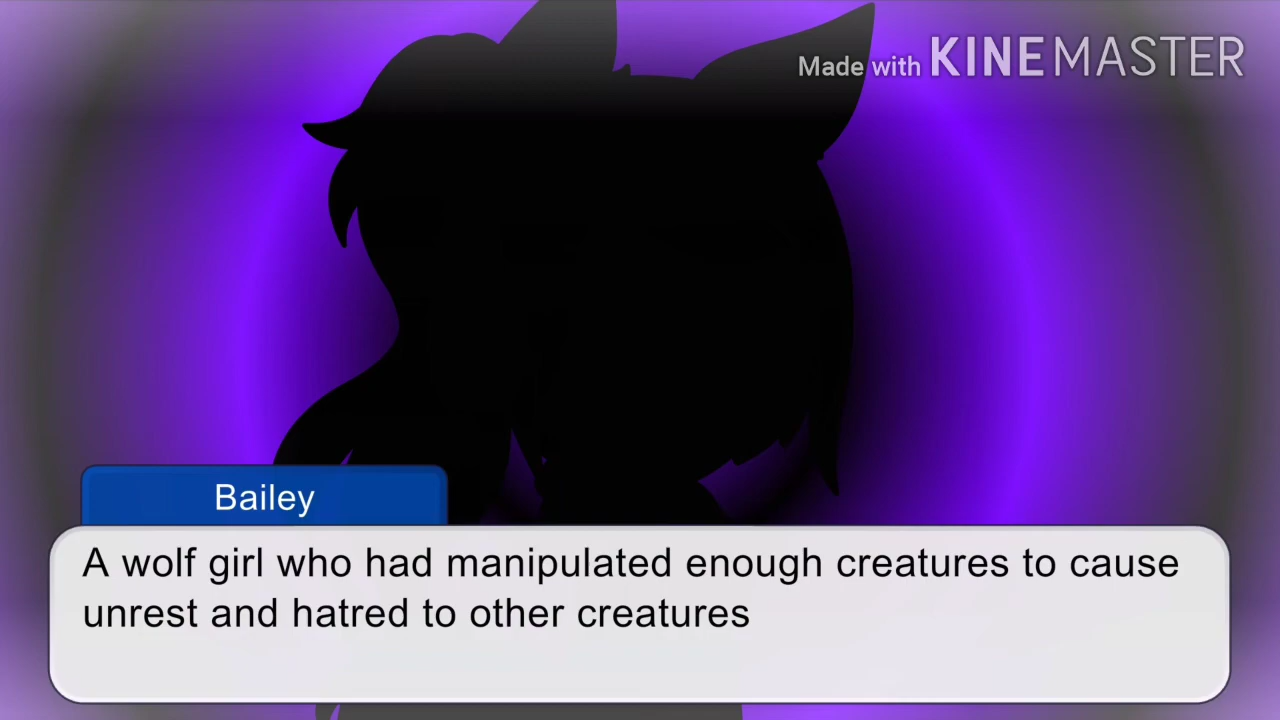 Made with KINEMASTER
Bailey
A wolf girl who had manipulated enough creatures to cause
unrest and hatred to other creatures